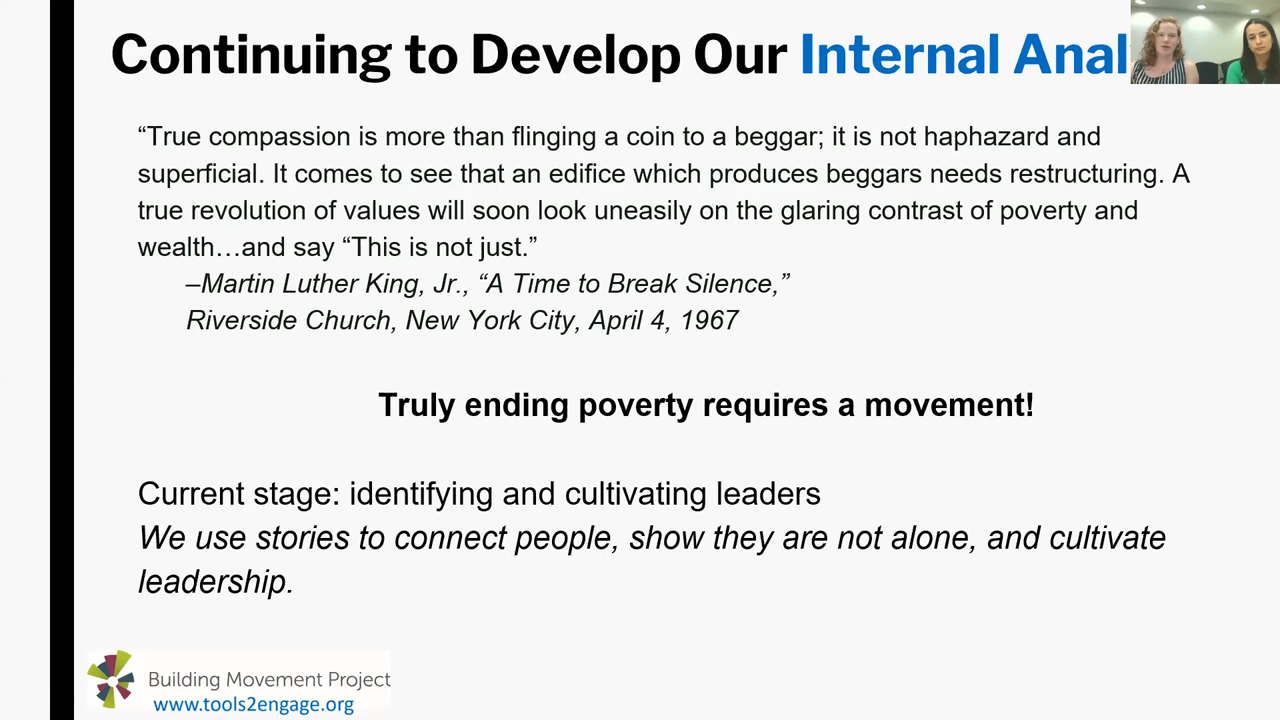 Continuing to Develop Our Internal Anal
“True compassion is more than flinging a coin to a beggar; it is not haphazard and
superficial. It comes to see that an edifice which produces beggars needs restructuring. A
true revolution of values will soon look uneasily on the glaring contrast of poverty and
wealth…and say “This is not just.”
–Martin Luther King, Jr., “A Time to Break Silence,”
Riverside Church, New York City, April 4, 1967
Truly ending poverty requires a movement!
Current stage: identifying and cultivating leaders
We use stories to connect people, show they are not alone, and cultivate
leadership.
Building Movement Project
www.tools2engage.org